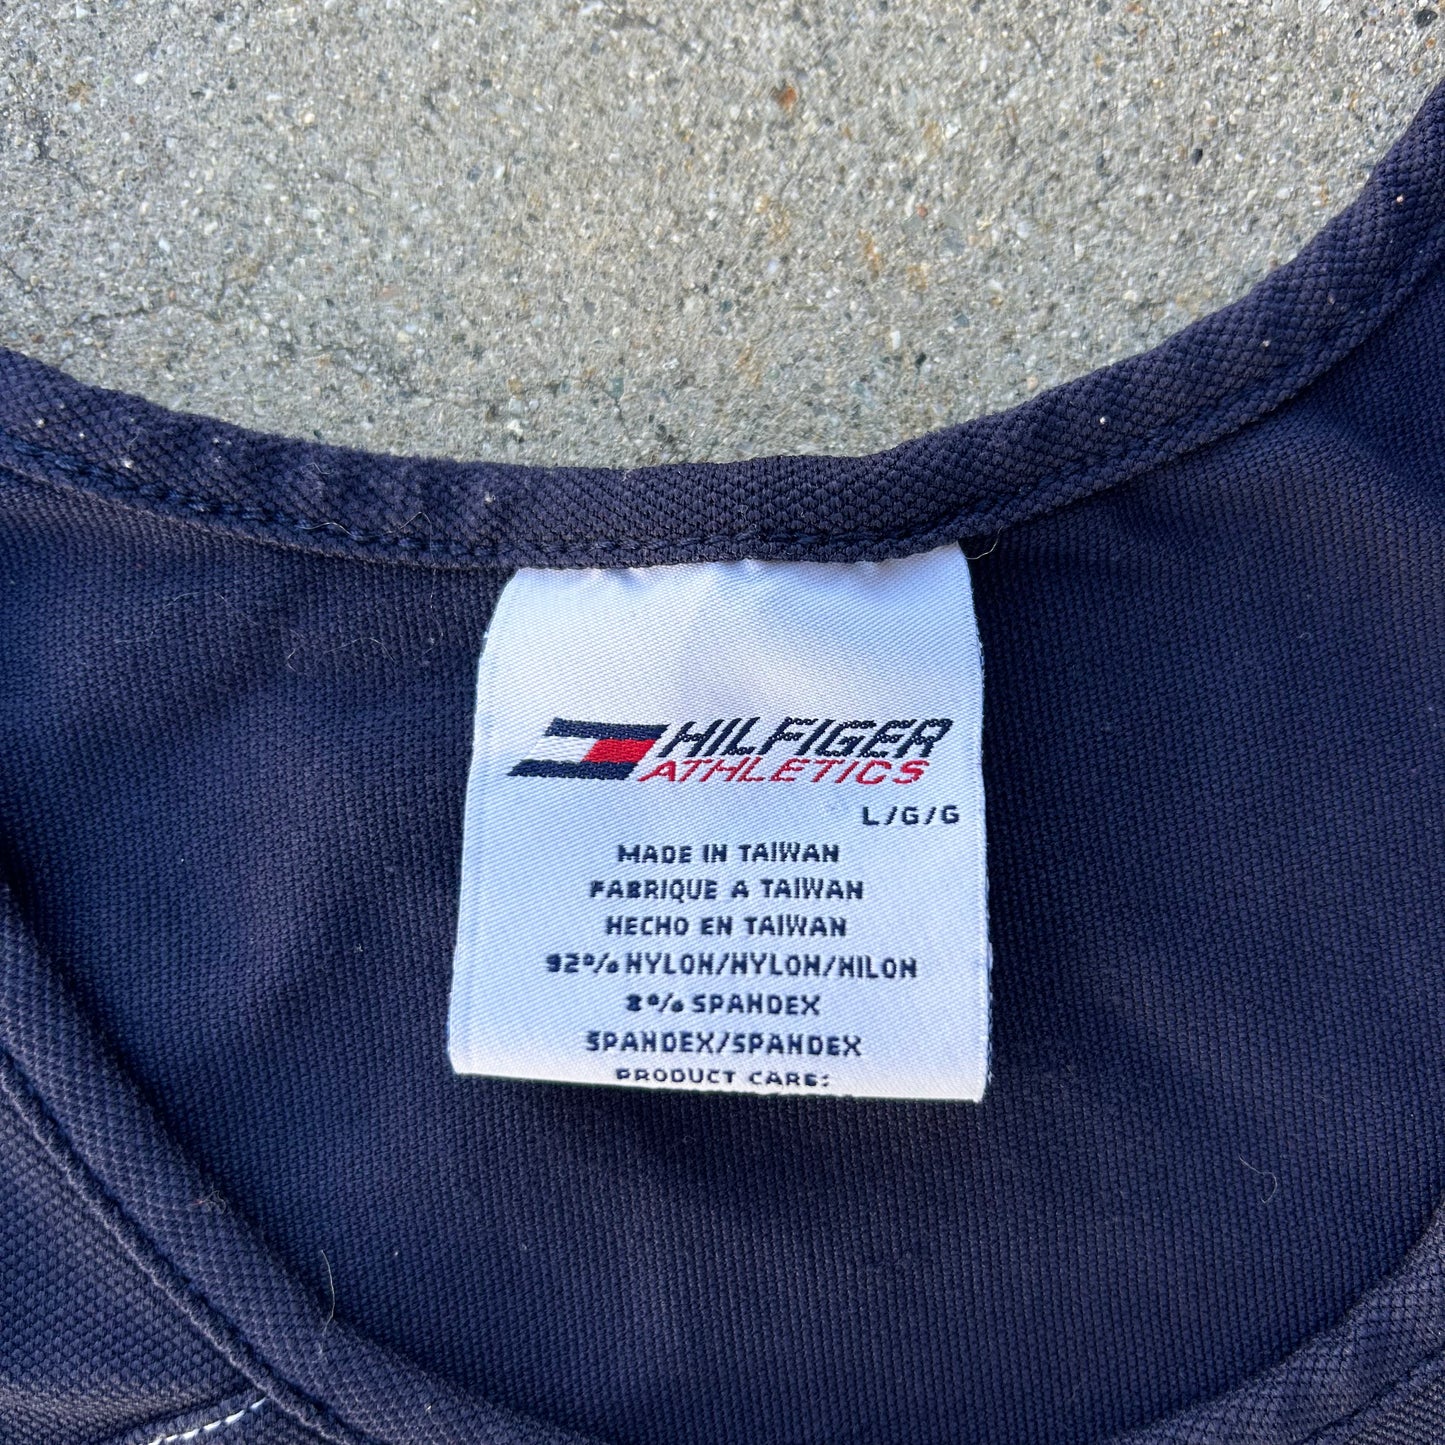 HILFIGER
ATHLETICS
L/G/G
MADE IN TAIWAN
FABRIQUE A TAIWAN
HECHO EN TAIWAN
92% NYLON/NYLON/NILON
8% SPANDEX
SPANDEX/SPANDEX
PRODUCT CARE: